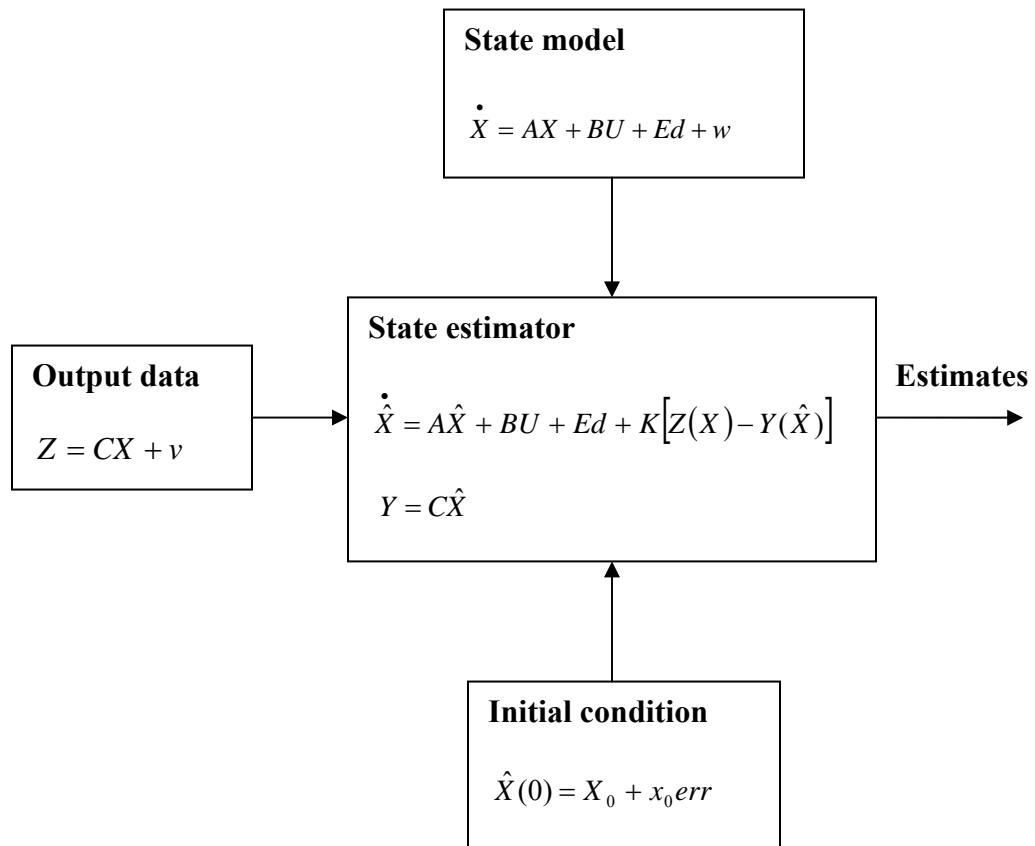 State model
Ẋ = AX + BU + Ed + w
State estimator
X̂̇ = AX̂ + BU + Ed + K[Z(X) − Y(X̂)]
Y = CX̂
Output data
Z = CX + v
Estimates
Initial condition
X̂(0) = X₀ + x₀err